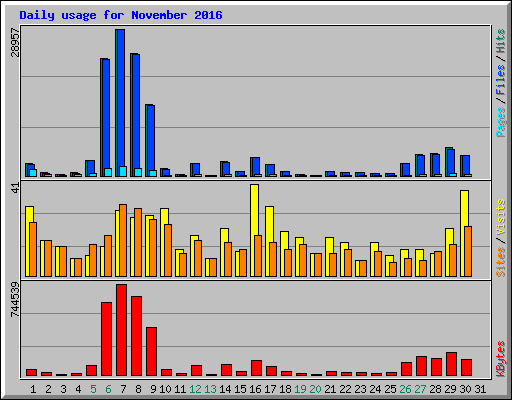 Daily usage for November 2016
28957
Pages / Files / Hits
41
Sites / Visits
744539
KBytes
1 2 3 4 5 6 7 8 9 10 11 12 13 14 15 16 17 18 19 20 21 22 23 24 25 26 27 28 29 30 31